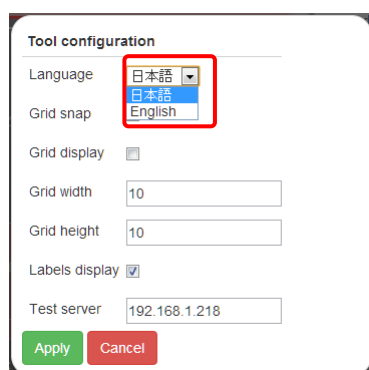 Tool configuration
Language 日本語
日本語
Grid snap
English
Grid display
Grid width 10
Grid height 10
Labels display
Test server 192.168.1.218
Apply Cancel